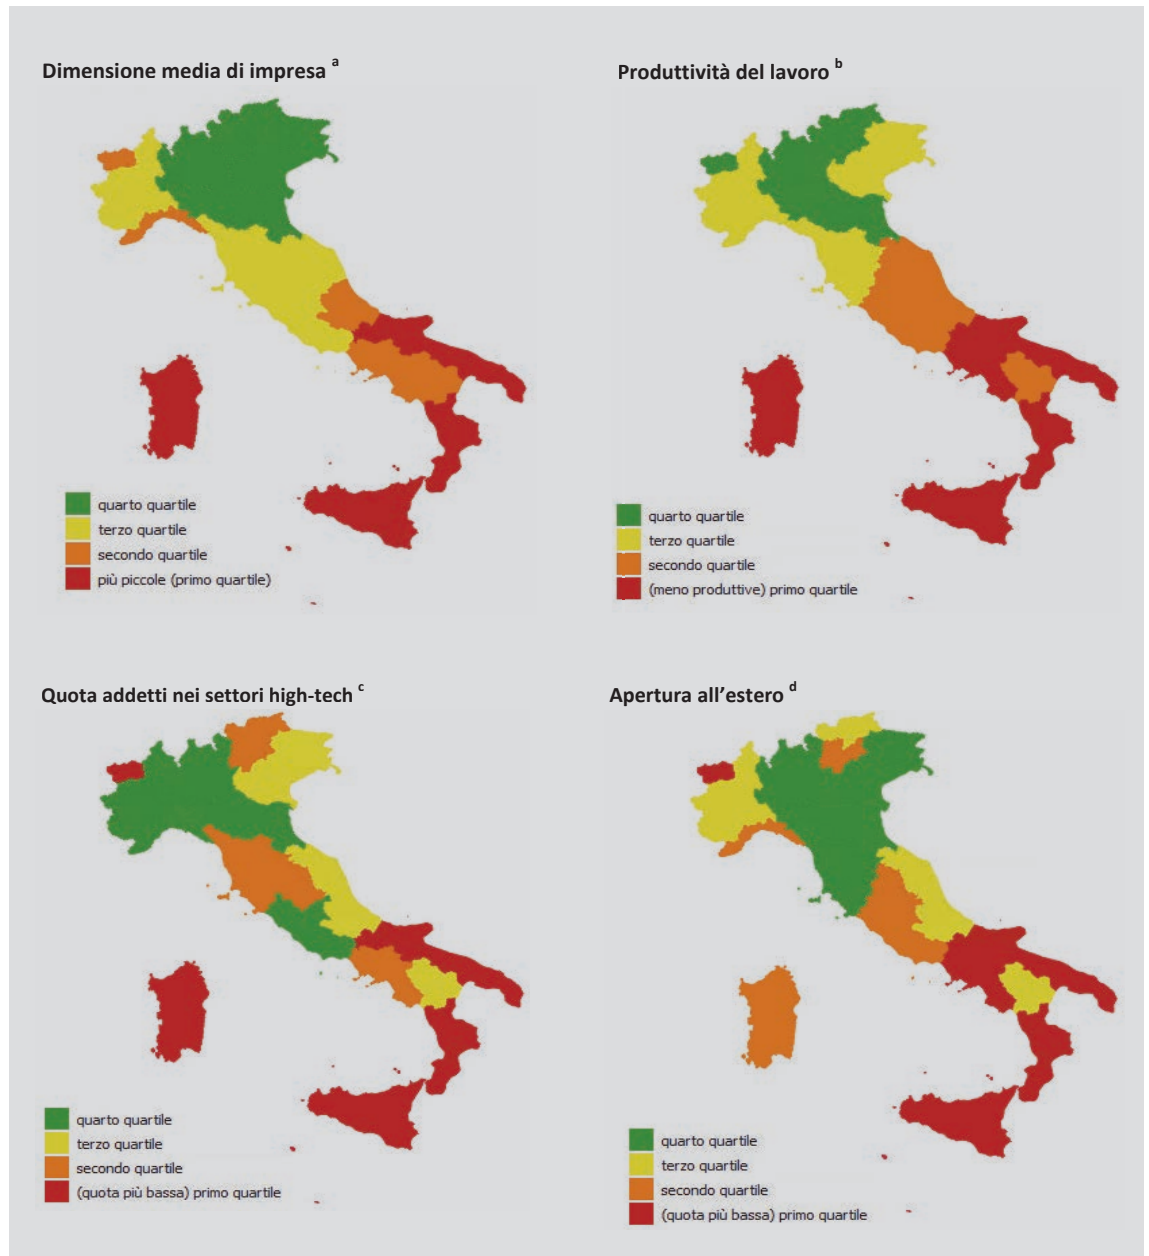 Dimensione media di impresa a
Produttività del lavoro b
quarto quartile
terzo quartile
secondo quartile
più piccole (primo quartile)
quarto quartile
terzo quartile
secondo quartile
(meno produttive) primo quartile
Quota addetti nei settori high-tech c
Apertura all’estero d
quarto quartile
terzo quartile
secondo quartile
(quota più bassa) primo quartile
quarto quartile
terzo quartile
secondo quartile
(quota più bassa) primo quartile